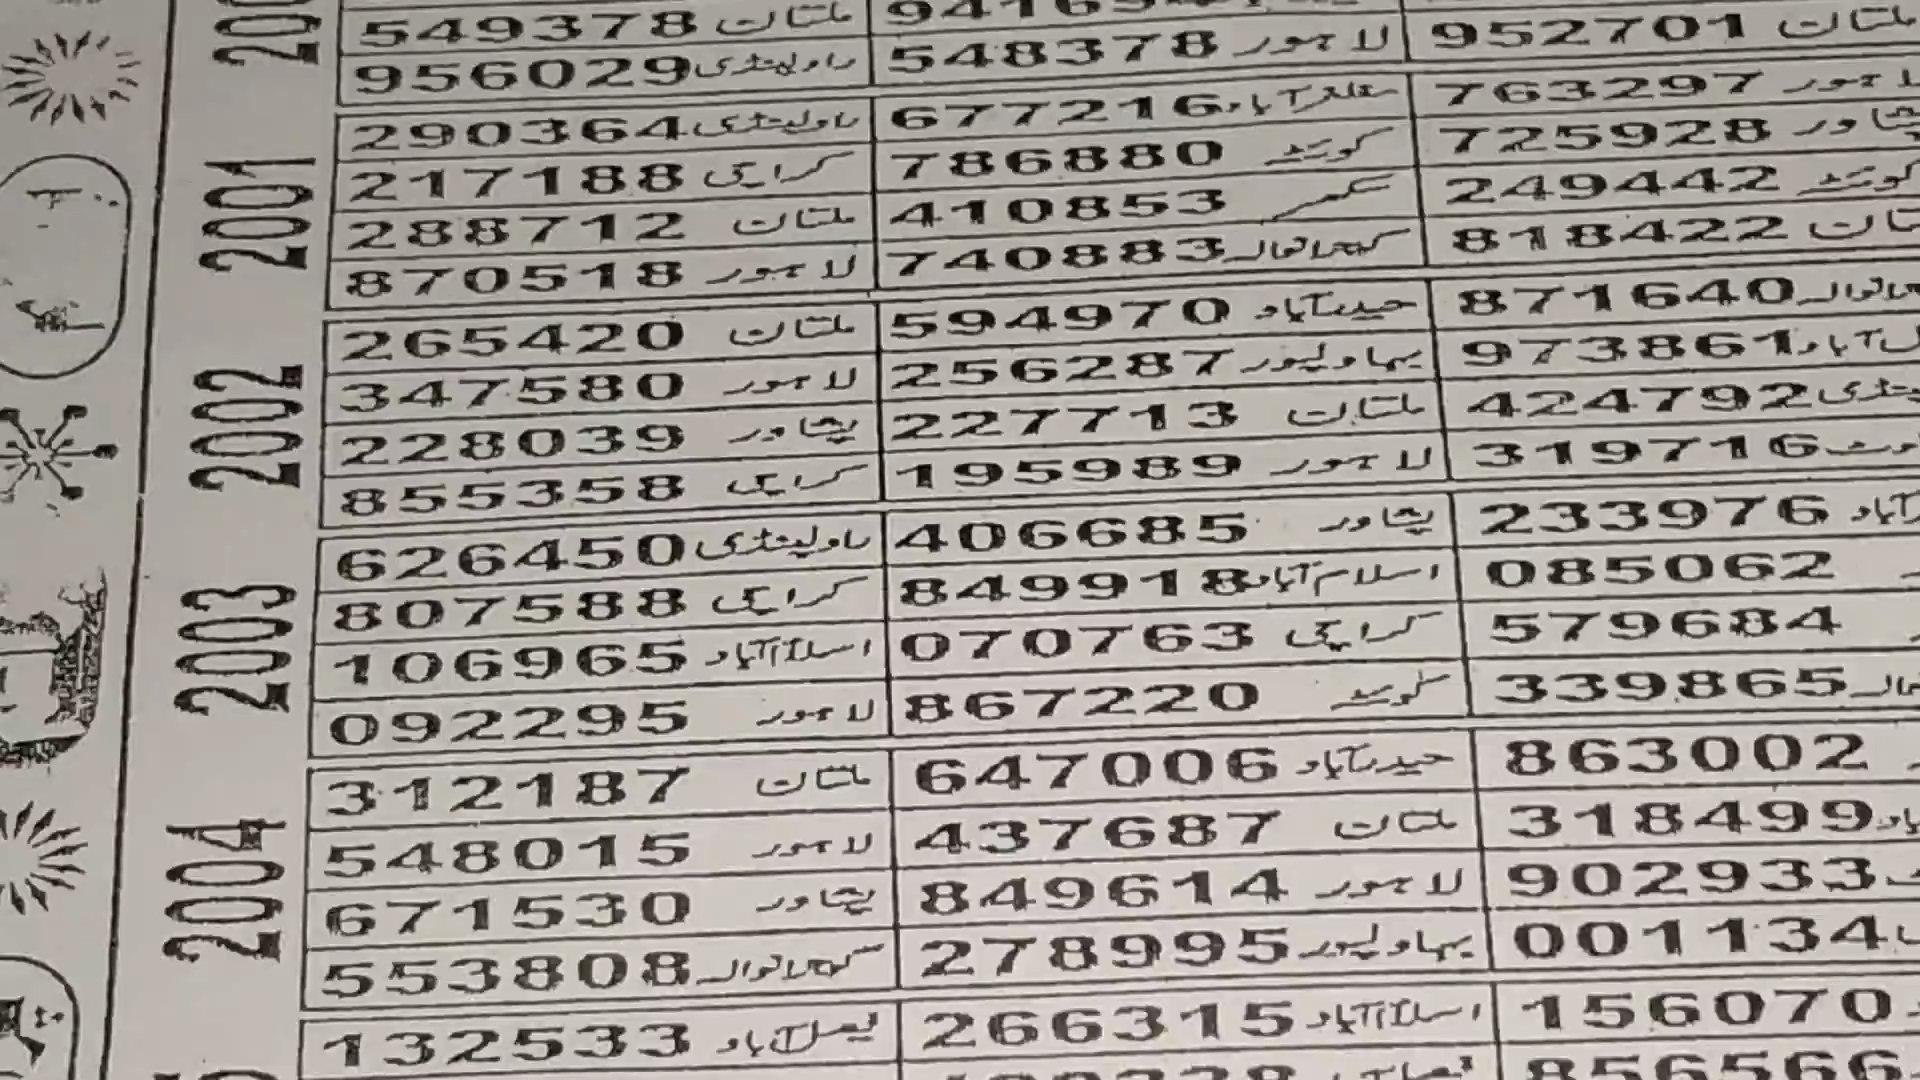 549378 ملتان
956029 راولپنڈی 548378 لاہور 952701 ملتان
2001
290364 راولپنڈی 677216 مظفرآباد 763297 لاہور
217188 کراچی 786880 کوئٹہ 725928
288712 ملتان 410853 سکھر 249442 کوئٹہ
870518 لاہور 740883 گوجرانوالہ 818422
2002
265420 ملتان 594970 حیدرآباد 871640
347580 لاہور 256287 بہاولپور 973861
228039 پشاور 227713 ملتان 424792
855358 کراچی 195989 لاہور 319716
2003
626450 راولپنڈی 406685 پشاور 233976
807588 کراچی 849918 اسلام آباد 085062
106965 اسلام آباد 070763 کراچی 579684
092295 لاہور 867220 کوئٹہ 339865
2004
312187 ملتان 647006 حیدرآباد 863002
548015 لاہور 437687 ملتان 318499
671530 پشاور 849614 لاہور 902933
553808 گوجرانوالہ 278995 بہاولپور 001134
132533 فیصل آباد 266315 اسلام آباد 156070